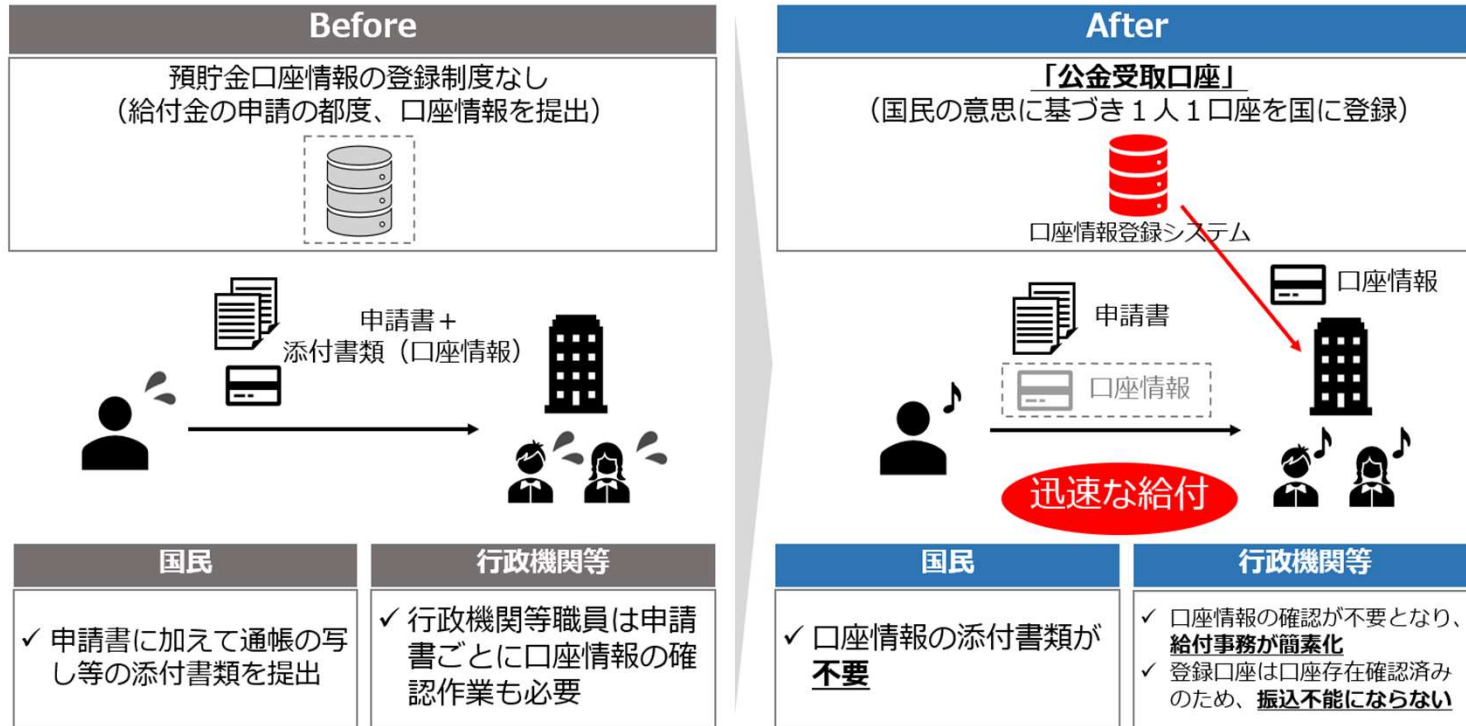 Before
預貯金口座情報の登録制度なし
（給付金の申請の都度、口座情報を提出）
申請書＋
添付書類（口座情報）
国民
✓ 申請書に加えて通帳の写
し等の添付書類を提出
行政機関等
✓ 行政機関等職員は申請
書ごとに口座情報の確
認作業も必要
After
「公金受取口座」
（国民の意思に基づき１人１口座を国に登録）
口座情報登録システム
口座情報
申請書
口座情報
迅速な給付
国民
✓ 口座情報の添付書類が
不要
行政機関等
✓ 口座情報の確認が不要となり、
給付事務が簡素化
✓ 登録口座は口座存在確認済み
のため、振込不能にならない